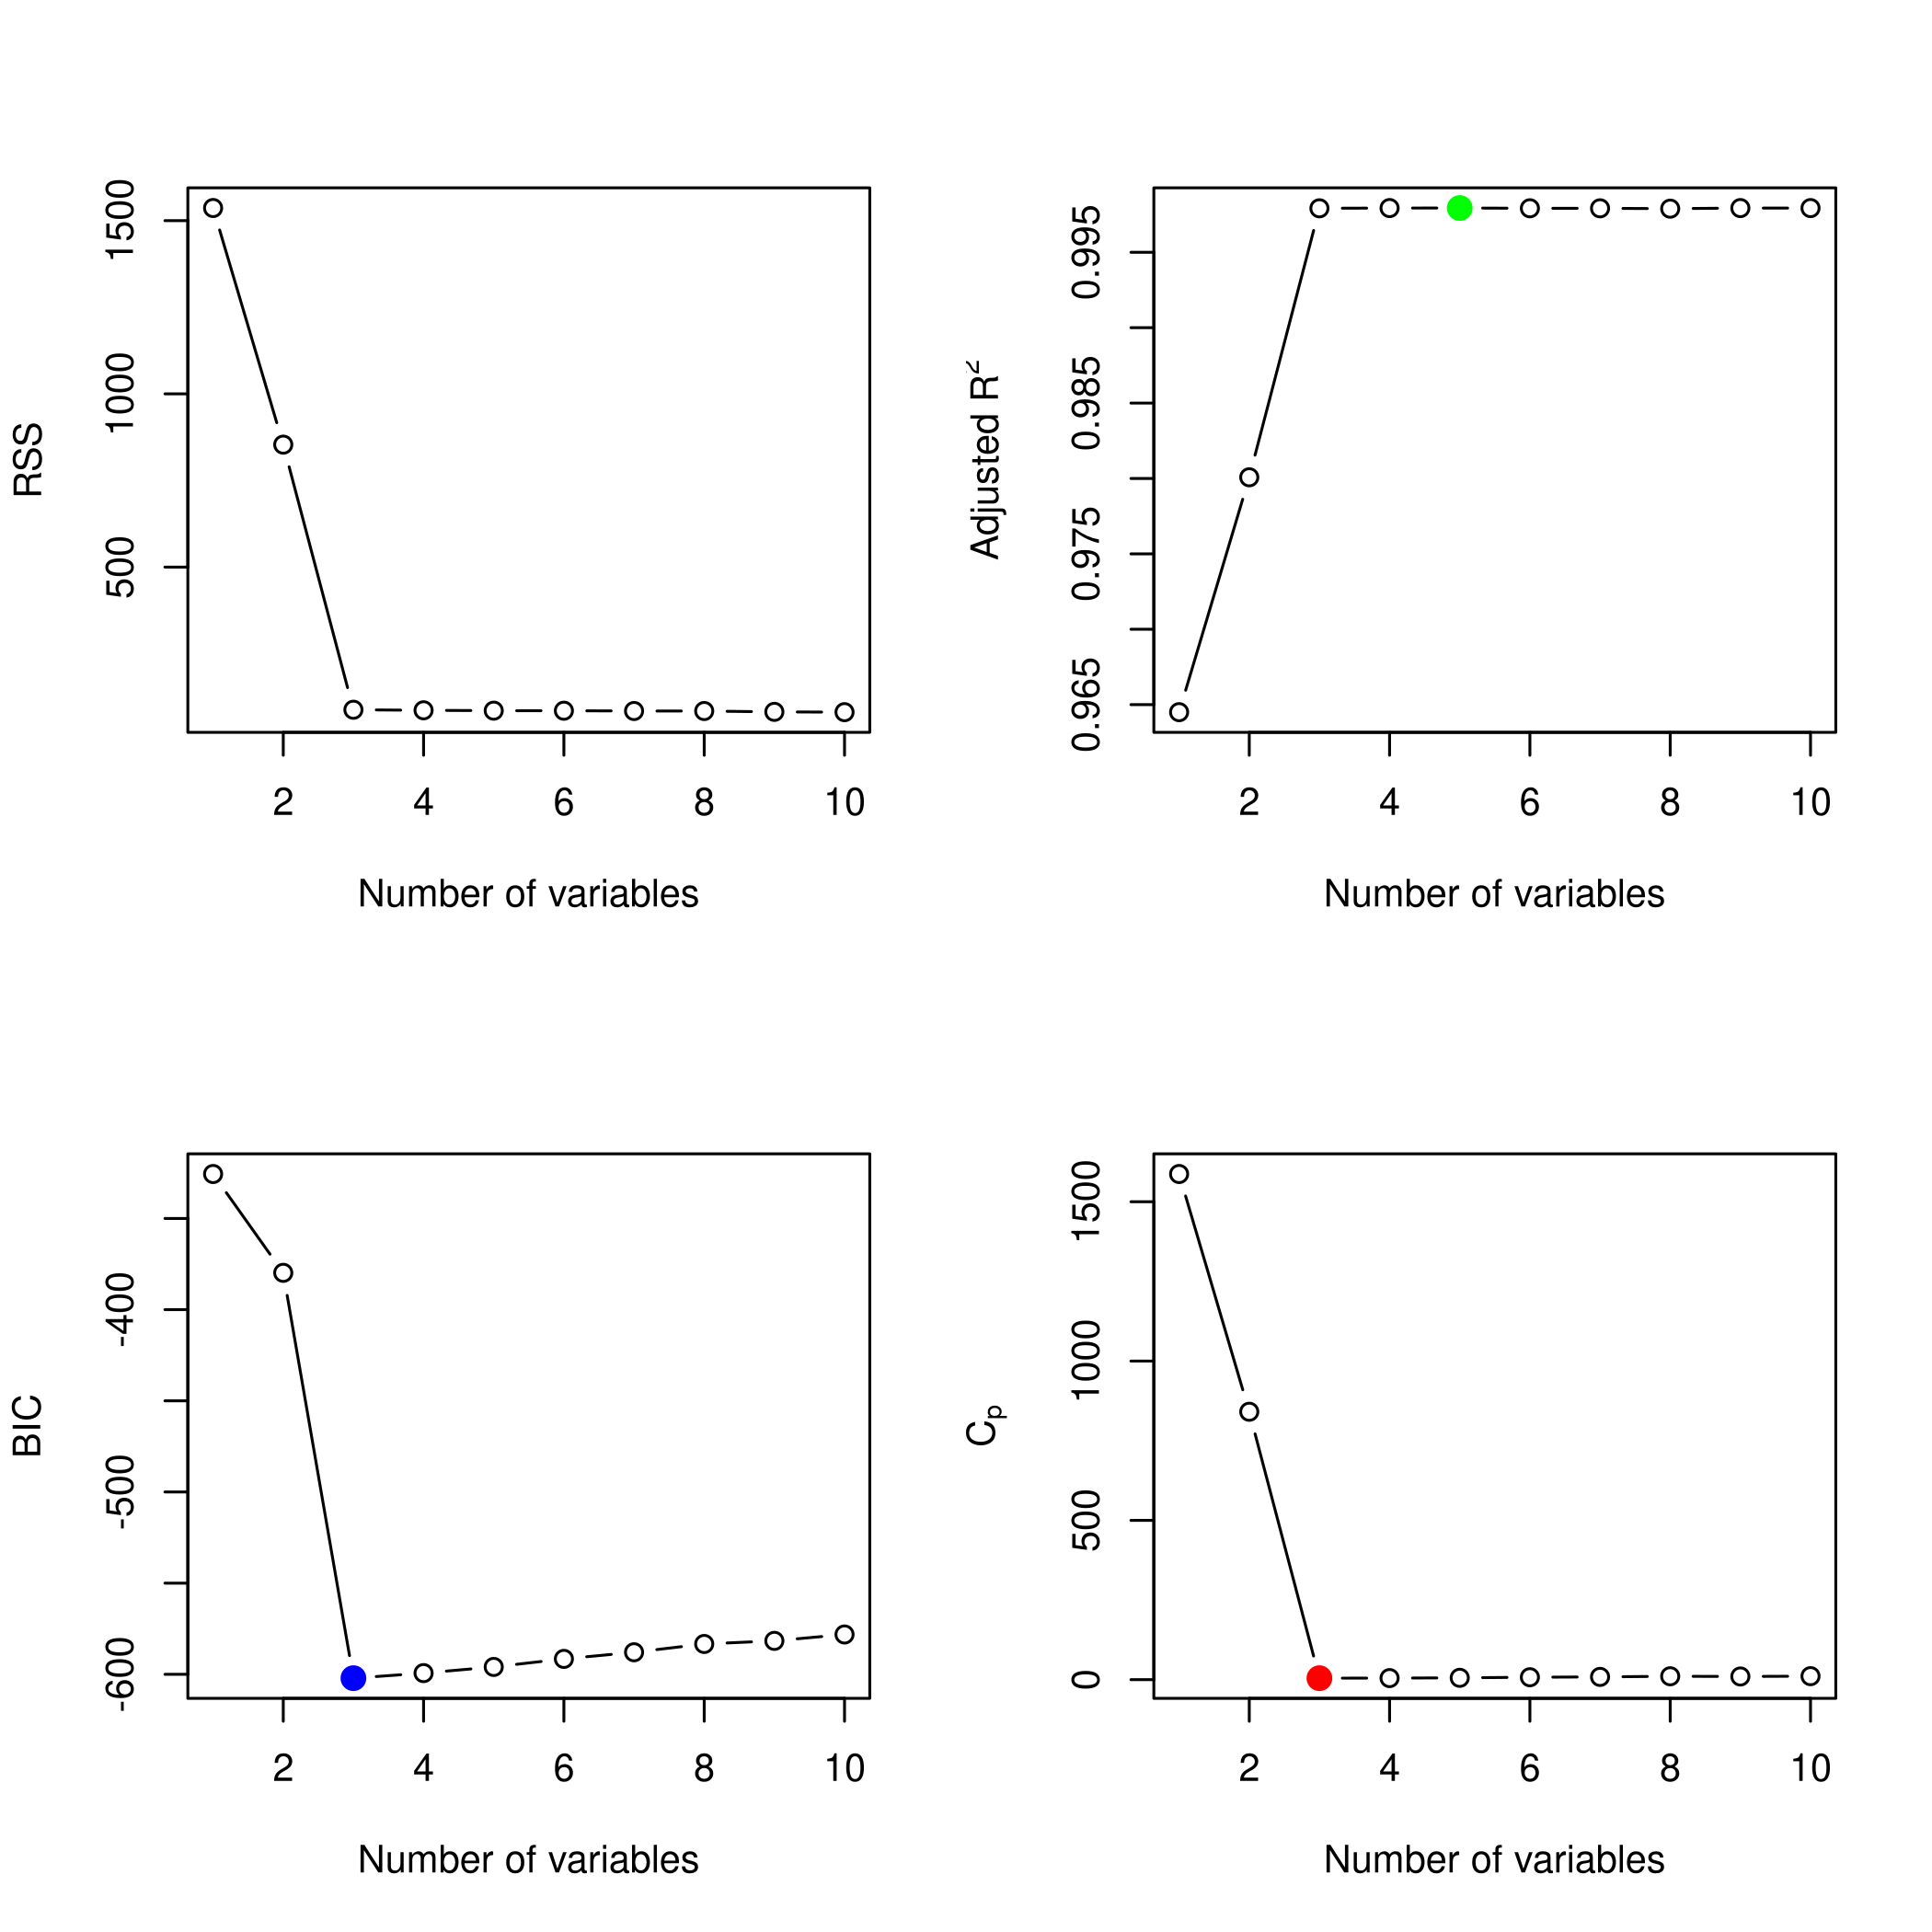 RSS
1500
1000
500
2 4 6 8 10
Number of variables
Adjusted R²
0.995
0.985
0.975
0.965
2 4 6 8 10
Number of variables
BIC
-400
-500
-600
2 4 6 8 10
Number of variables
Cp
1500
1000
500
0
2 4 6 8 10
Number of variables